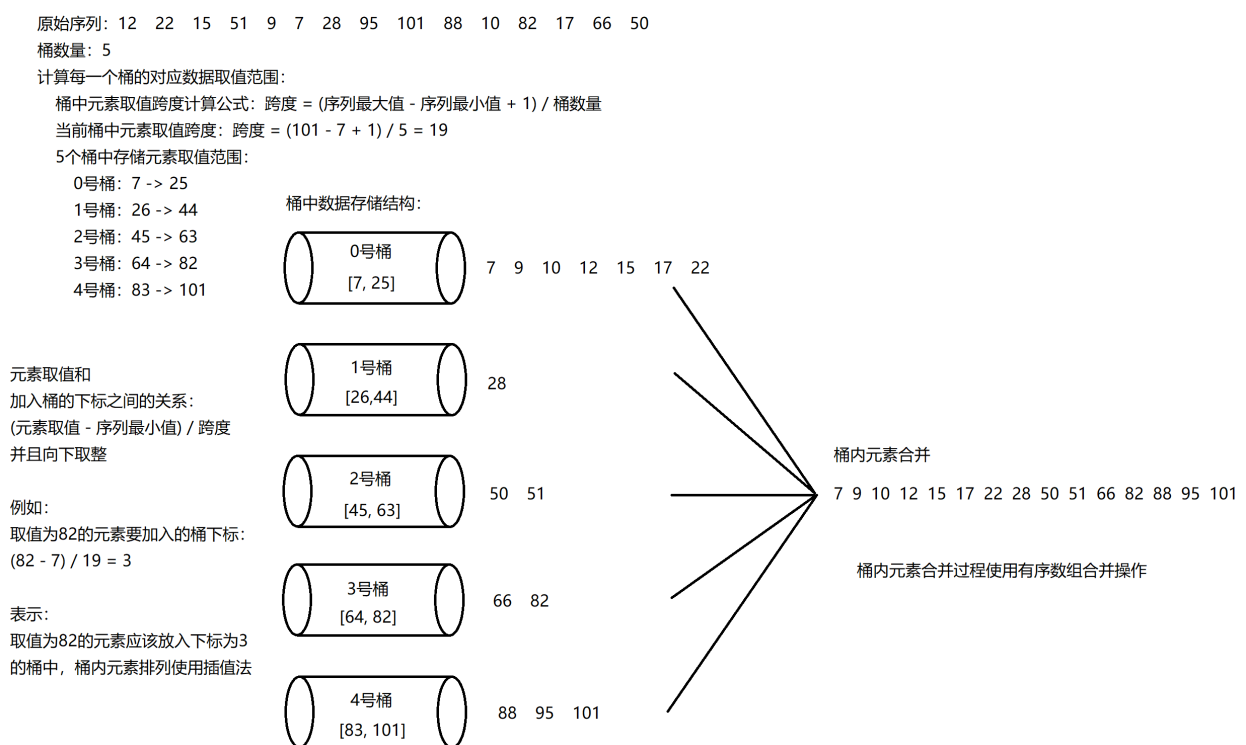 原始序列：12 22 15 51 9 7 28 95 101 88 10 82 17 66 50
桶数量：5
计算每一个桶的对应数据取值范围：
桶中元素取值跨度计算公式：跨度 = (序列最大值 - 序列最小值 + 1) / 桶数量
当前桶中元素取值跨度：跨度 = (101 - 7 + 1) / 5 = 19
5个桶中存储元素取值范围：
0号桶：7 -> 25
1号桶：26 -> 44
2号桶：45 -> 63
3号桶：64 -> 82
4号桶：83 -> 101
桶中数据存储结构：
0号桶
[7, 25]
7 9 10 12 15 17 22
1号桶
[26,44]
28
2号桶
[45, 63]
50 51
3号桶
[64, 82]
66 82
4号桶
[83, 101]
88 95 101
元素取值和
加入桶的下标之间的关系：
(元素取值 - 序列最小值) / 跨度
并且向下取整
例如：
取值为82的元素要加入的桶下标：
(82 - 7) / 19 = 3
表示：
取值为82的元素应该放入下标为3
的桶中，桶内元素排列使用插值法
桶内元素合并
7 9 10 12 15 17 22 28 50 51 66 82 88 95 101
桶内元素合并过程使用有序数组合并操作